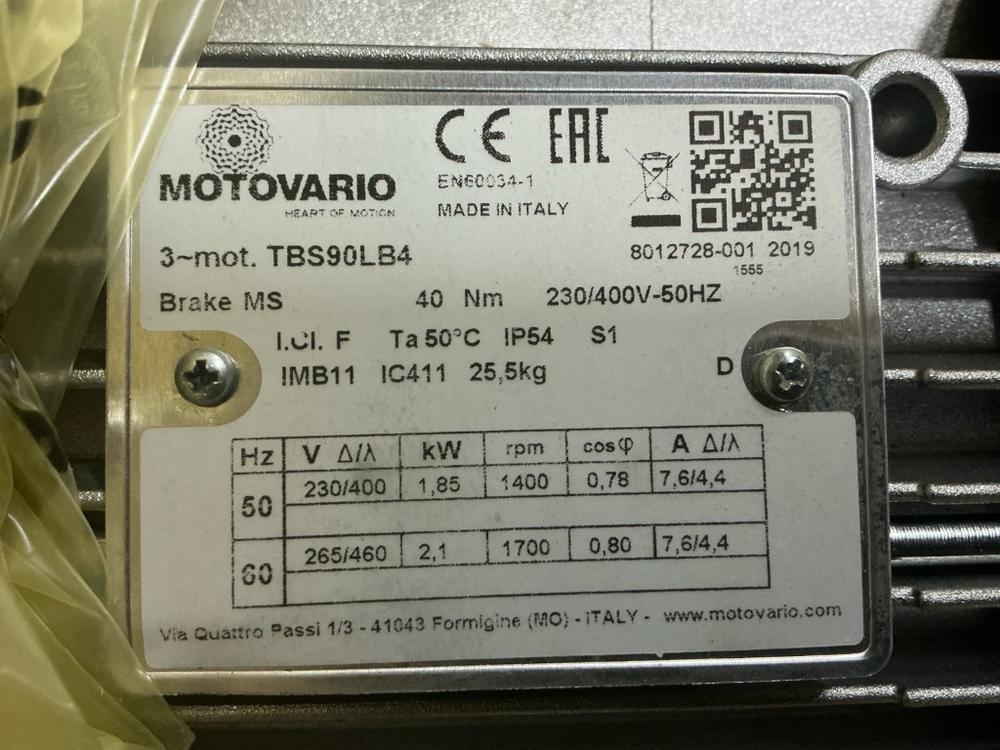 MOTOVARIO
HEART OF MOTION
CE EAC
EN60034-1
MADE IN ITALY
8012728-001 2019
1555
3~mot. TBS90LB4
Brake MS 40 Nm 230/400V-50HZ
I.Cl. F Ta 50°C IP54 S1
IMB11 IC411 25,5kg D
Hz V Δ/λ kW rpm cosφ A Δ/λ
50 230/400 1,85 1400 0,78 7,6/4,4
60 265/460 2,1 1700 0,80 7,6/4,4
Via Quattro Passi 1/3 - 41043 Formigine (MO) - ITALY - www.motovario.com